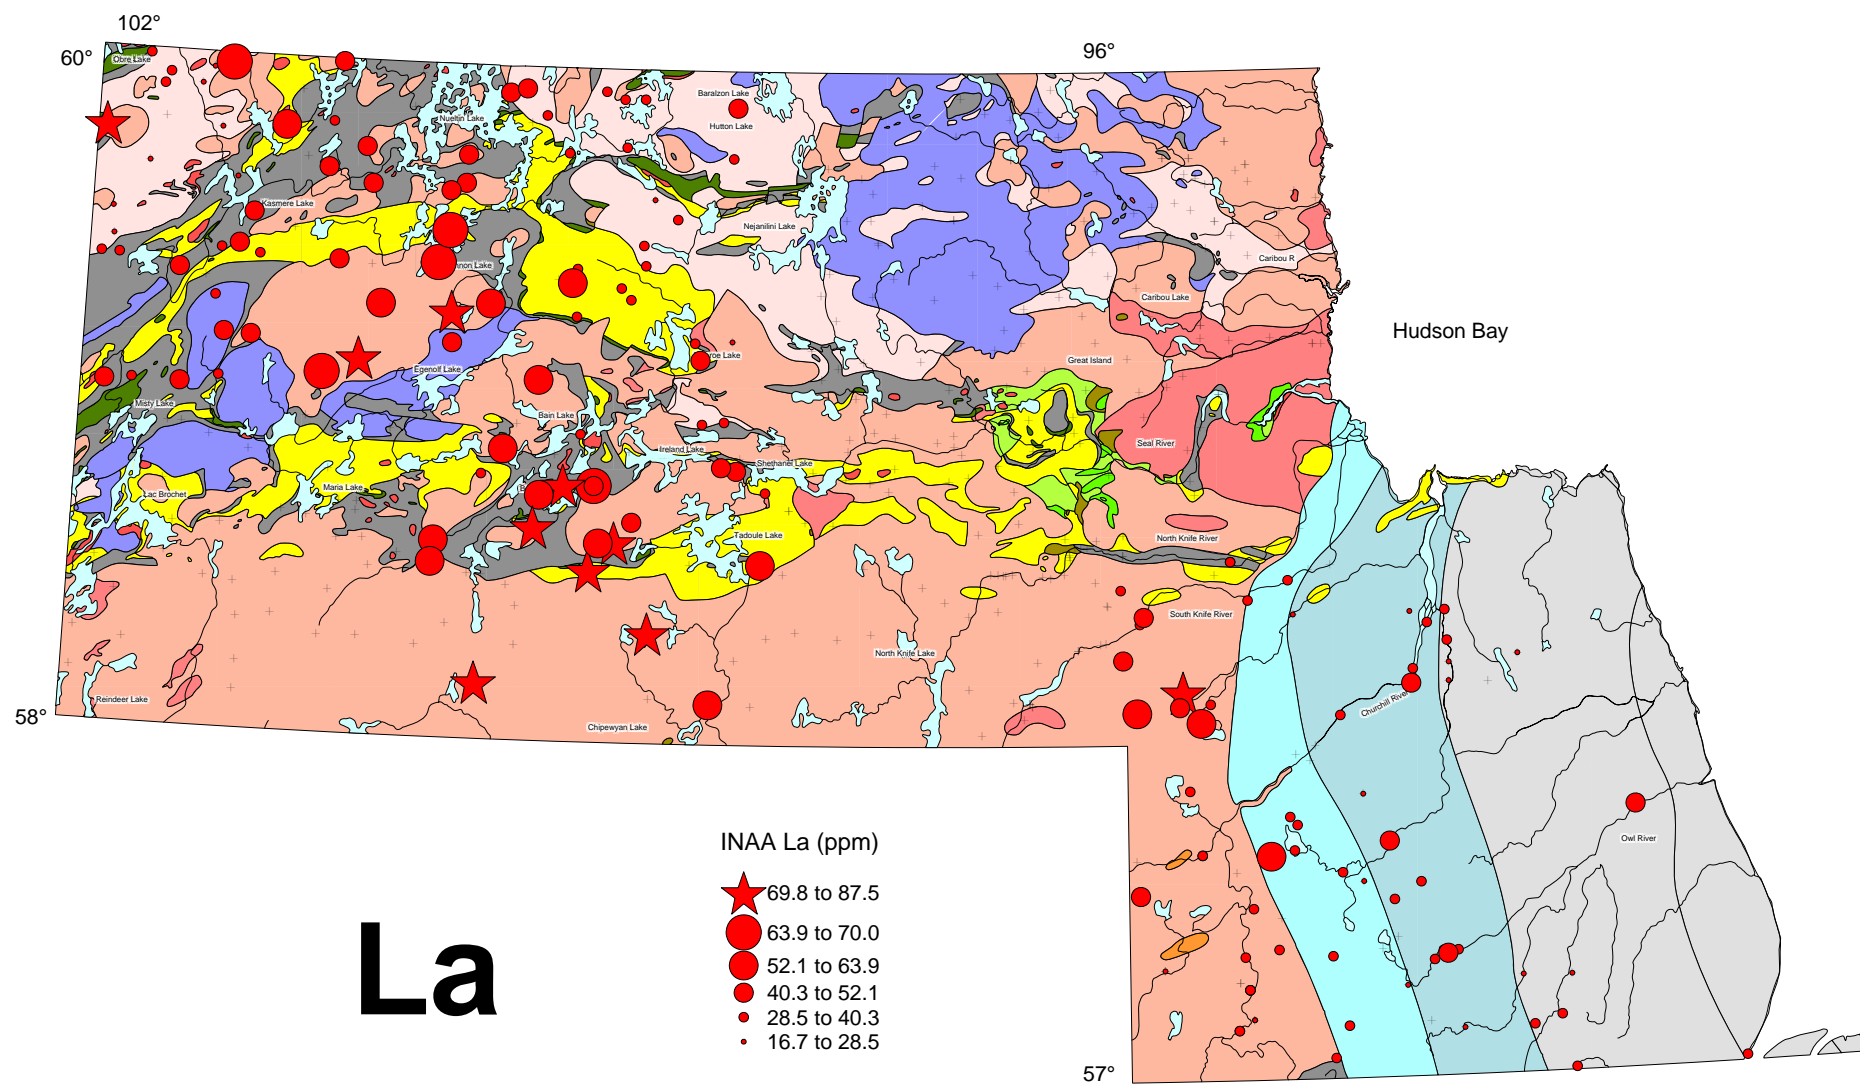 102°
60°
96°
Obre Lake
Baralzon Lake
Nueltin Lake
Hutton Lake
Kasmere Lake
Nejanilini Lake
Caribou R
nnon Lake
Caribou Lake
Hudson Bay
roe Lake
Great Island
Egenolf Lake
Misty Lake
Bain Lake
Seal River
Ireland Lake
Shethanei Lake
Maria Lake
B
Lac Brochet
Tadoule Lake
North Knife River
South Knife River
North Knife Lake
Reindeer Lake
Churchill River
58°
Chipewyan Lake
Owl River
INAA La (ppm)
69.8 to 87.5
63.9 to 70.0
52.1 to 63.9
40.3 to 52.1
28.5 to 40.3
16.7 to 28.5
La
57°